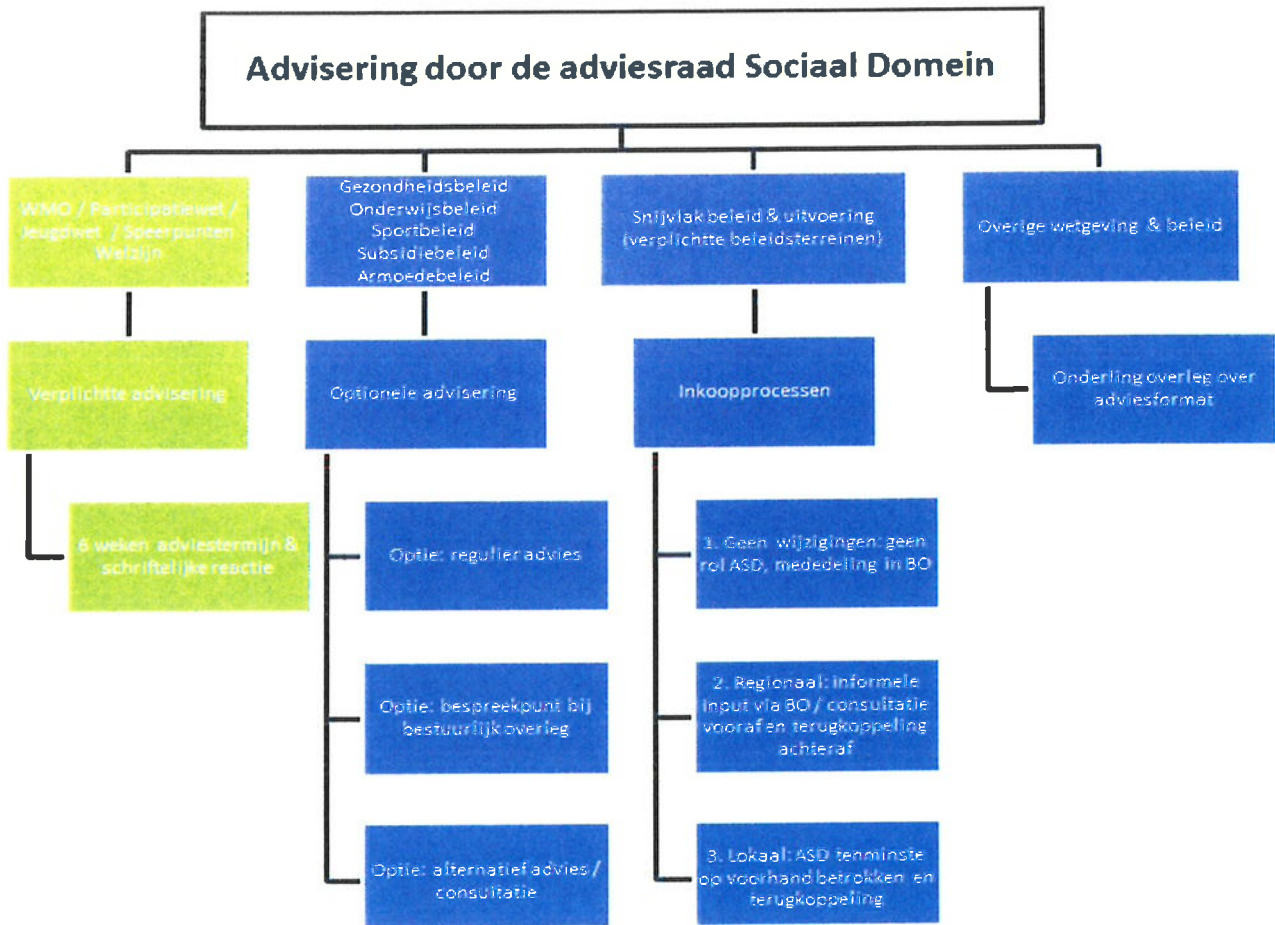 Advisering door de adviesraad Sociaal Domein
WMO / Participatiewet /
Jeugdwet / Speerpunten
Welzijn
Gezondheidsbeleid
Onderwijsbeleid
Sportbeleid
Subsidiebeleid
Armoedebeleid
Snijvlak beleid & uitvoering
(verplichtte beleidsterreinen)
Overige wetgeving & beleid
Verplichtte advisering
Optionele advisering
Inkoopprocessen
Onderling overleg over
adviesformat
6 weken adviestermijn &
schriftelijke reactie
Optie: regulier advies
1. Geen wijzigingen: geen
rol ASD, mededeling in BO
Optie: bespreekpunt bij
bestuurlijk overleg
2. Regionaal: informele
input via BO / consultatie
vooraf en terugkoppeling
achteraf
Optie: alternatief advies /
consultatie
3. Lokaal: ASD tenminste
op voorhand betrokken en
terugkoppeling